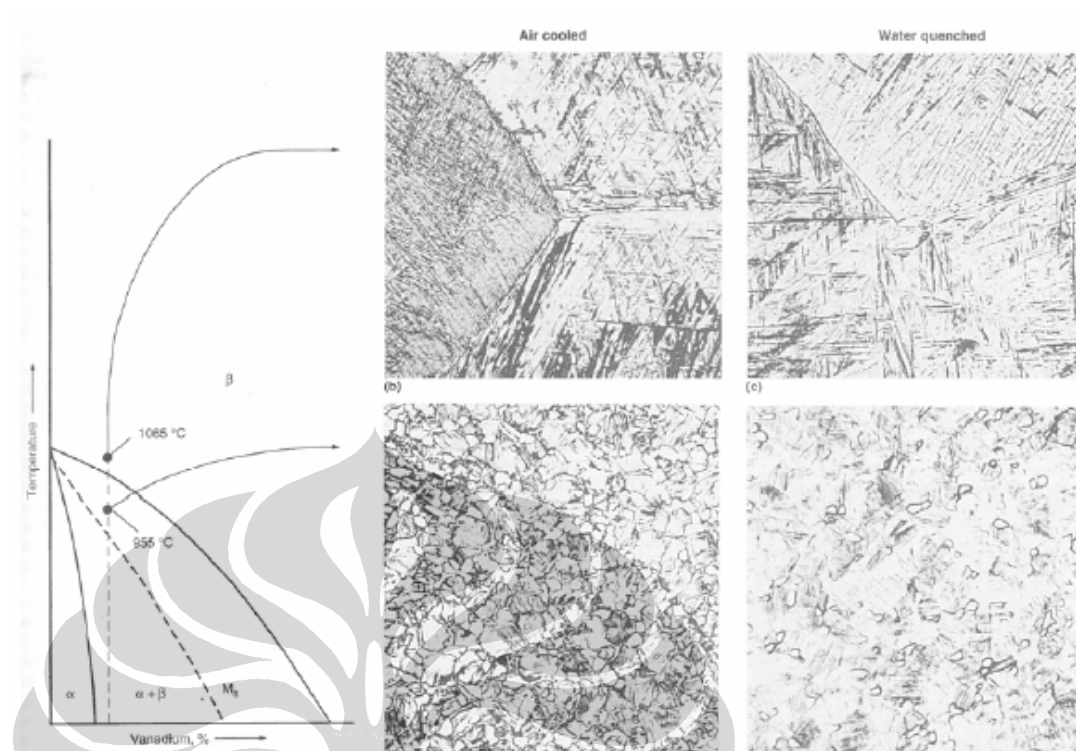 Air cooled
Water quenched
β
1065 °C
955 °C
Temperature
α
α + β
Ms
Vanadium, %
(b)
(c)